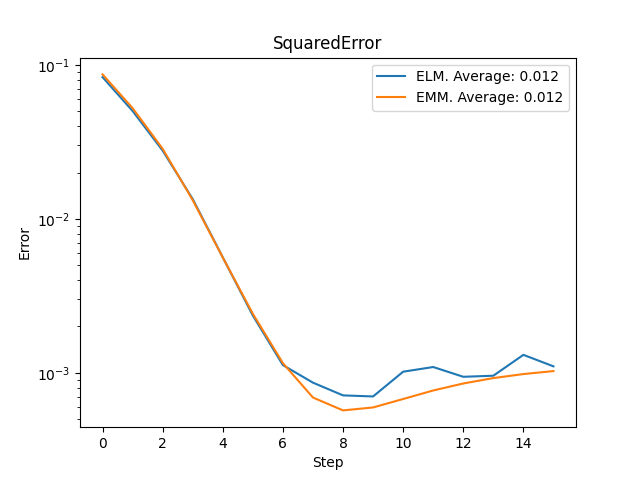 SquaredError
ELM. Average: 0.012
EMM. Average: 0.012
Error
10⁻¹
10⁻²
10⁻³
0 2 4 6 8 10 12 14
Step